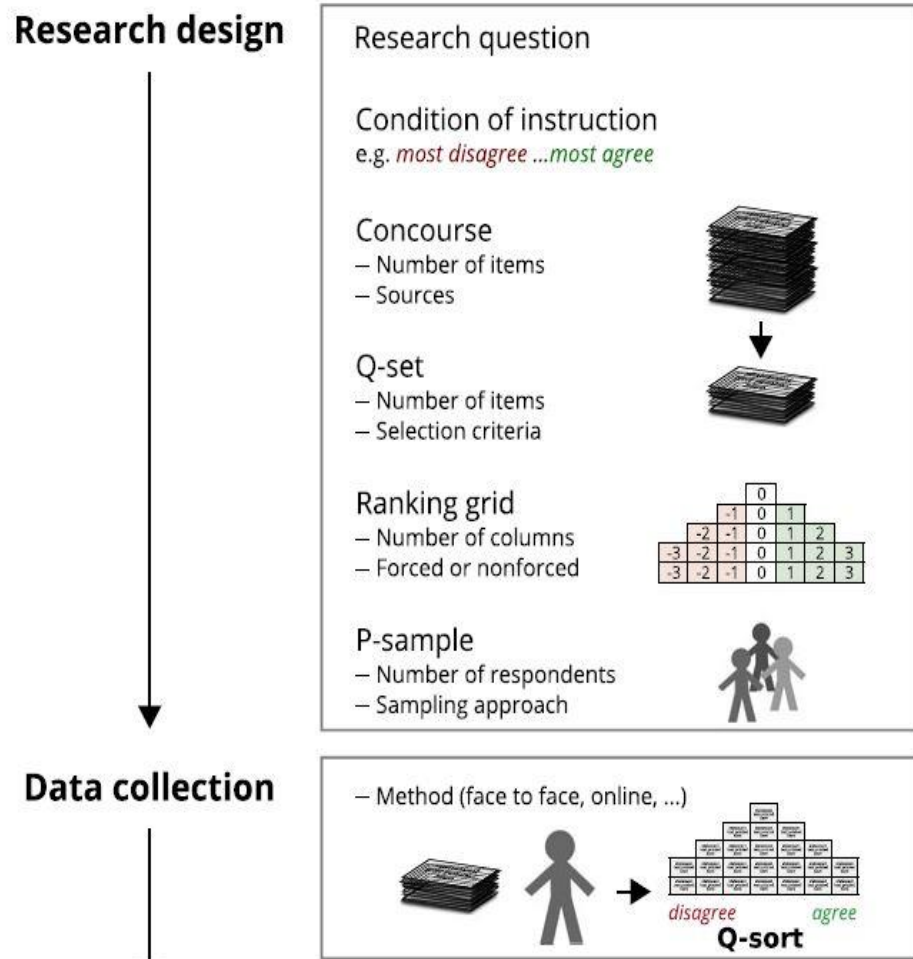 Research design
Research question
Condition of instruction
e.g. most disagree ...most agree
Concourse
– Number of items
– Sources
Q-set
– Number of items
– Selection criteria
Ranking grid
– Number of columns
– Forced or nonforced
0
-1 0 1
-2 -1 0 1 2
-3 -2 -1 0 1 2 3
-3 -2 -1 0 1 2 3
P-sample
– Number of respondents
– Sampling approach
Data collection
– Method (face to face, online, ...)
disagree agree
Q-sort